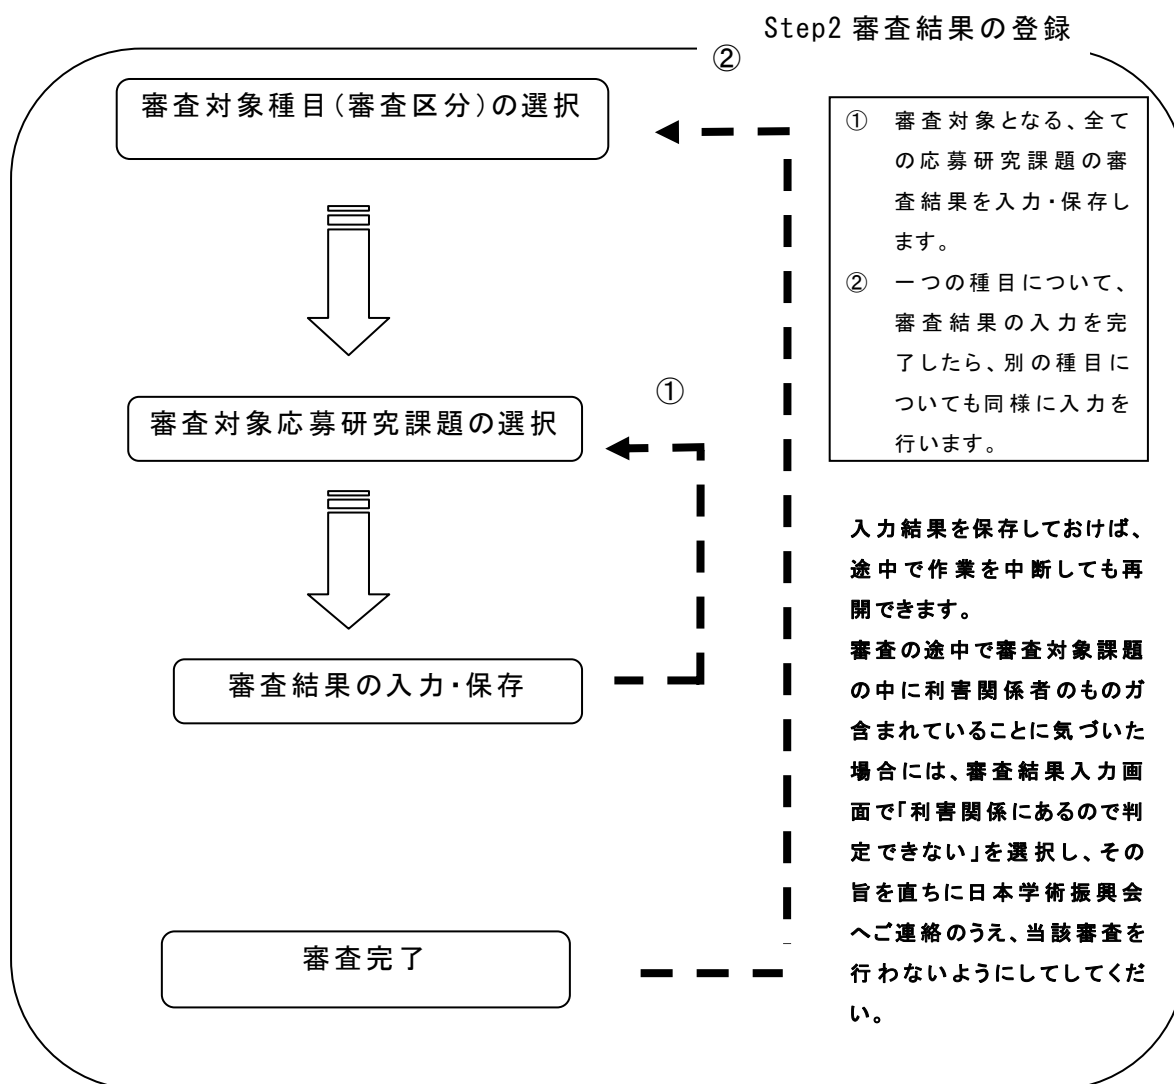 Step2審査結果の登録
②
審査対象種目(審査区分)の選択
① 審査対象となる、全て
の応募研究課題の審
査結果を入力・保存し
ます。
② 一つの種目について、
審査結果の入力を完
了したら、別の種目に
ついても同様に入力を
行います。
①
審査対象応募研究課題の選択
審査結果の入力・保存
審査完了
入力結果を保存しておけば、
途中で作業を中断しても再
開できます。
審査の途中で審査対象課題
の中に利害関係者のものが
含まれていることに気づいた
場合には、審査結果入力画
面で「利害関係にあるので判
定できない」を選択し、その
旨を直ちに日本学術振興会
へご連絡のうえ、当該審査を
行わないようにしてしてくだ
い。